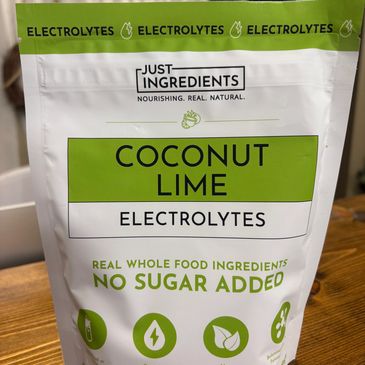 ELECTROLYTES ELECTROLYTES ELECTROLYTES
JUST
INGREDIENTS
NOURISHING. REAL. NATURAL.
COCONUT
LIME
ELECTROLYTES
REAL WHOLE FOOD INGREDIENTS
NO SUGAR ADDED